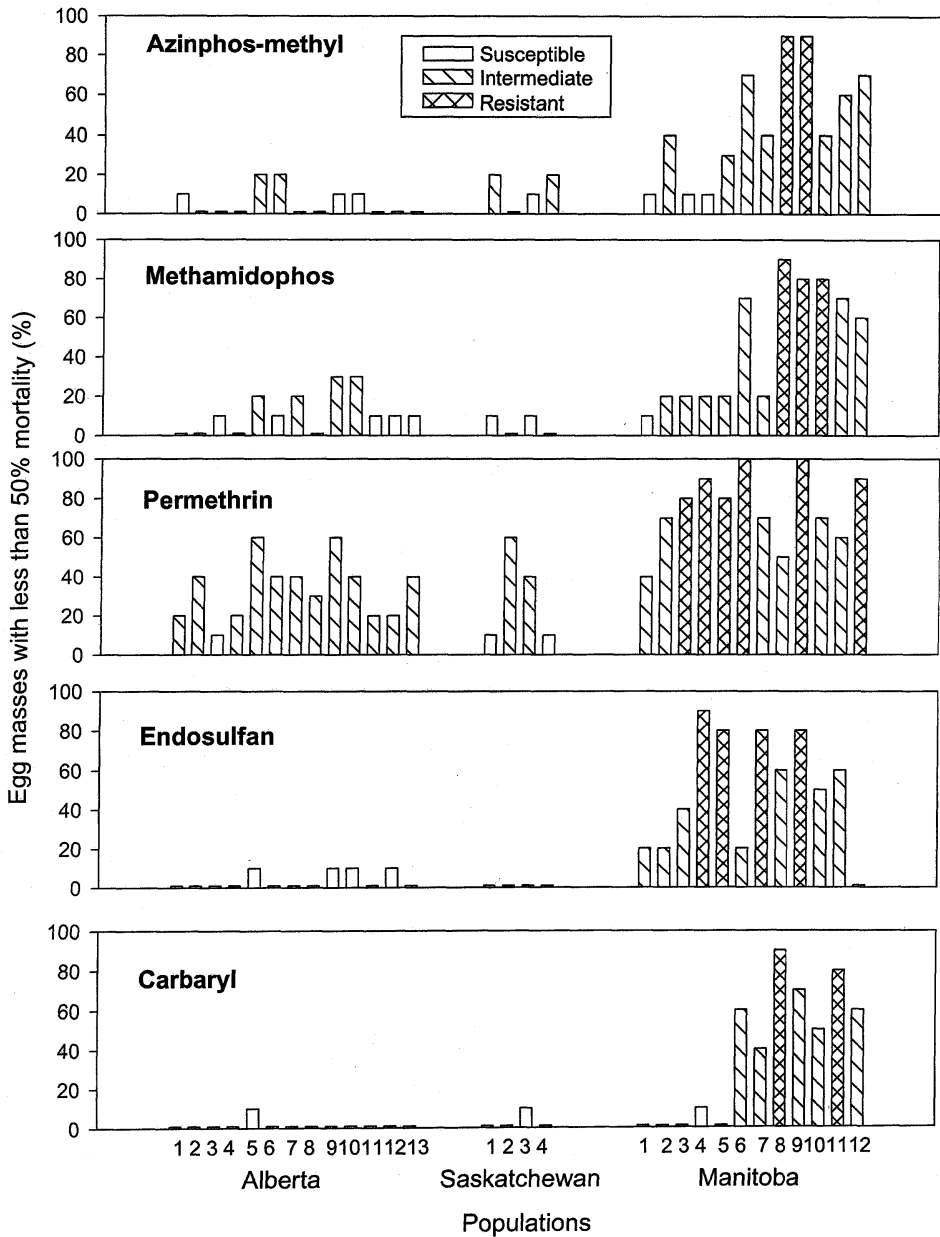 Egg masses with less than 50% mortality (%)
100
80
60
40
20
0
Azinphos-methyl
Susceptible
Intermediate
Resistant
100
80
60
40
20
0
Methamidophos
100
80
60
40
20
0
Permethrin
100
80
60
40
20
0
Endosulfan
100
80
60
40
20
0
Carbaryl
1 2 3 4 5 6 7 8 9 10 11 12 13 1 2 3 4 1 2 3 4 5 6 7 8 9 10 11 12
Alberta Saskatchewan Manitoba
Populations